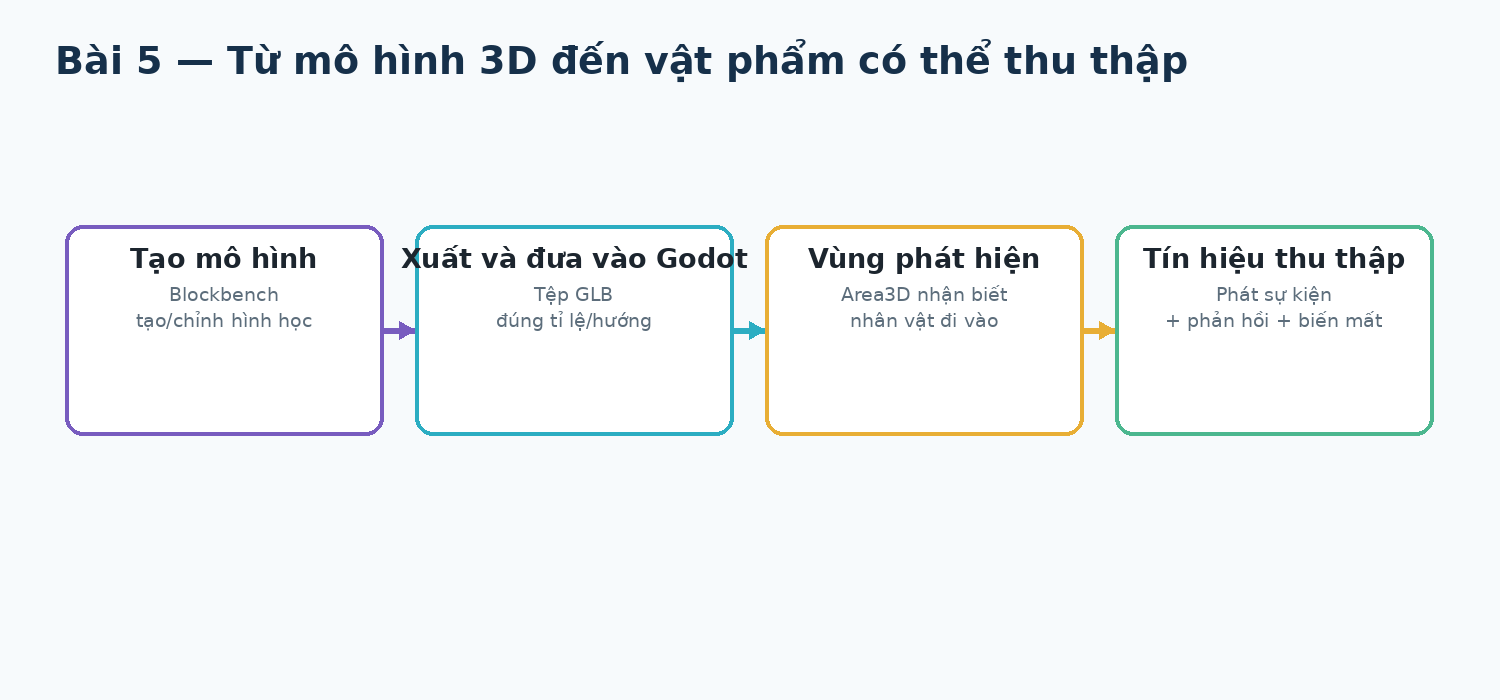 Bài 5 — Từ mô hình 3D đến vật phẩm có thể thu thập
Tạo mô hình
Blockbench
tạo/chỉnh hình học
Xuất và đưa vào Godot
Tệp GLB
đúng tỉ lệ/hướng
Vùng phát hiện
Area3D nhận biết
nhân vật đi vào
Tín hiệu thu thập
Phát sự kiện
+ phản hồi + biến mất